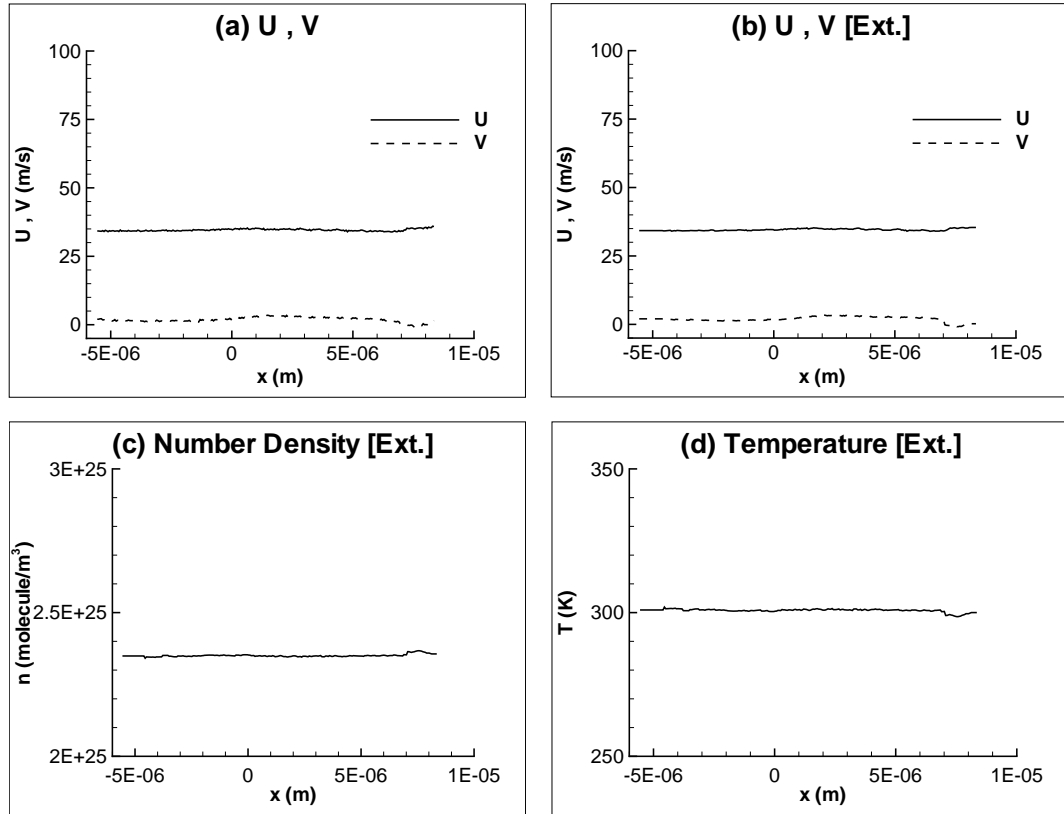 (a) U , V
100
75
50
25
0
U , V (m/s)
U
V
-5E-06 0 5E-06 1E-05
x (m)
(b) U , V [Ext.]
100
75
50
25
0
U , V (m/s)
U
V
-5E-06 0 5E-06 1E-05
x (m)
(c) Number Density [Ext.]
3E+25
2.5E+25
2E+25
n (molecule/m³)
-5E-06 0 5E-06 1E-05
x (m)
(d) Temperature [Ext.]
350
300
250
T (K)
-5E-06 0 5E-06 1E-05
x (m)